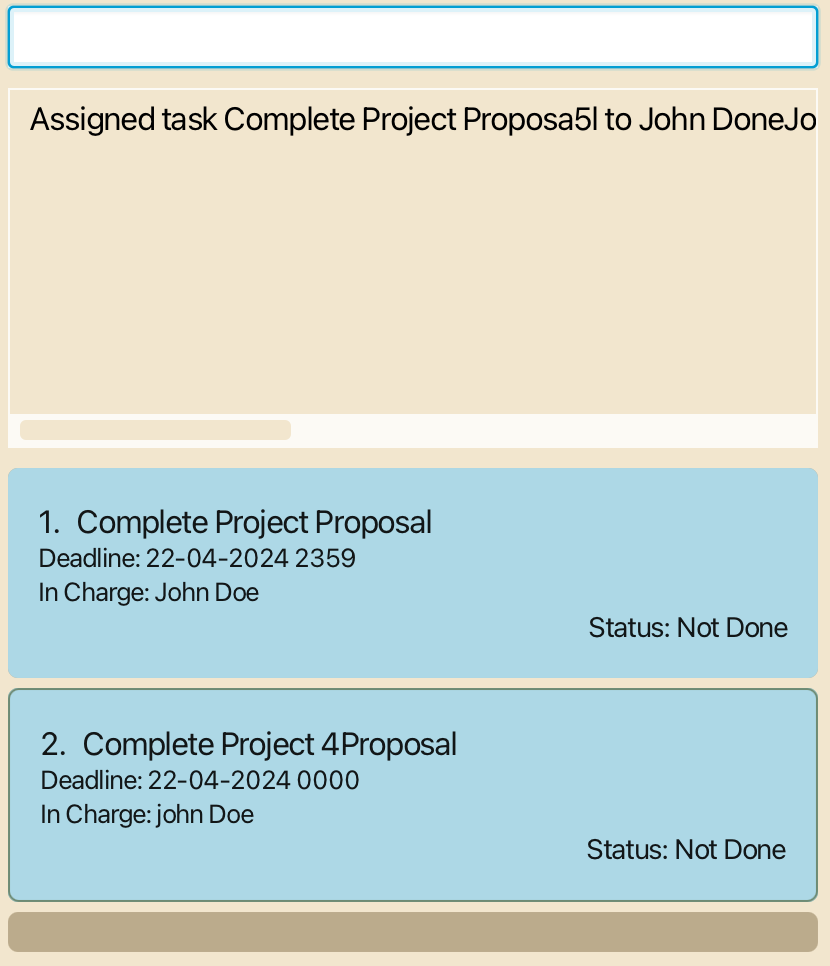 Assigned task Complete Project Proposa5l to John DoneJo
1. Complete Project Proposal
Deadline: 22-04-2024 2359
In Charge: John Doe
Status: Not Done
2. Complete Project 4Proposal
Deadline: 22-04-2024 0000
In Charge: john Doe
Status: Not Done